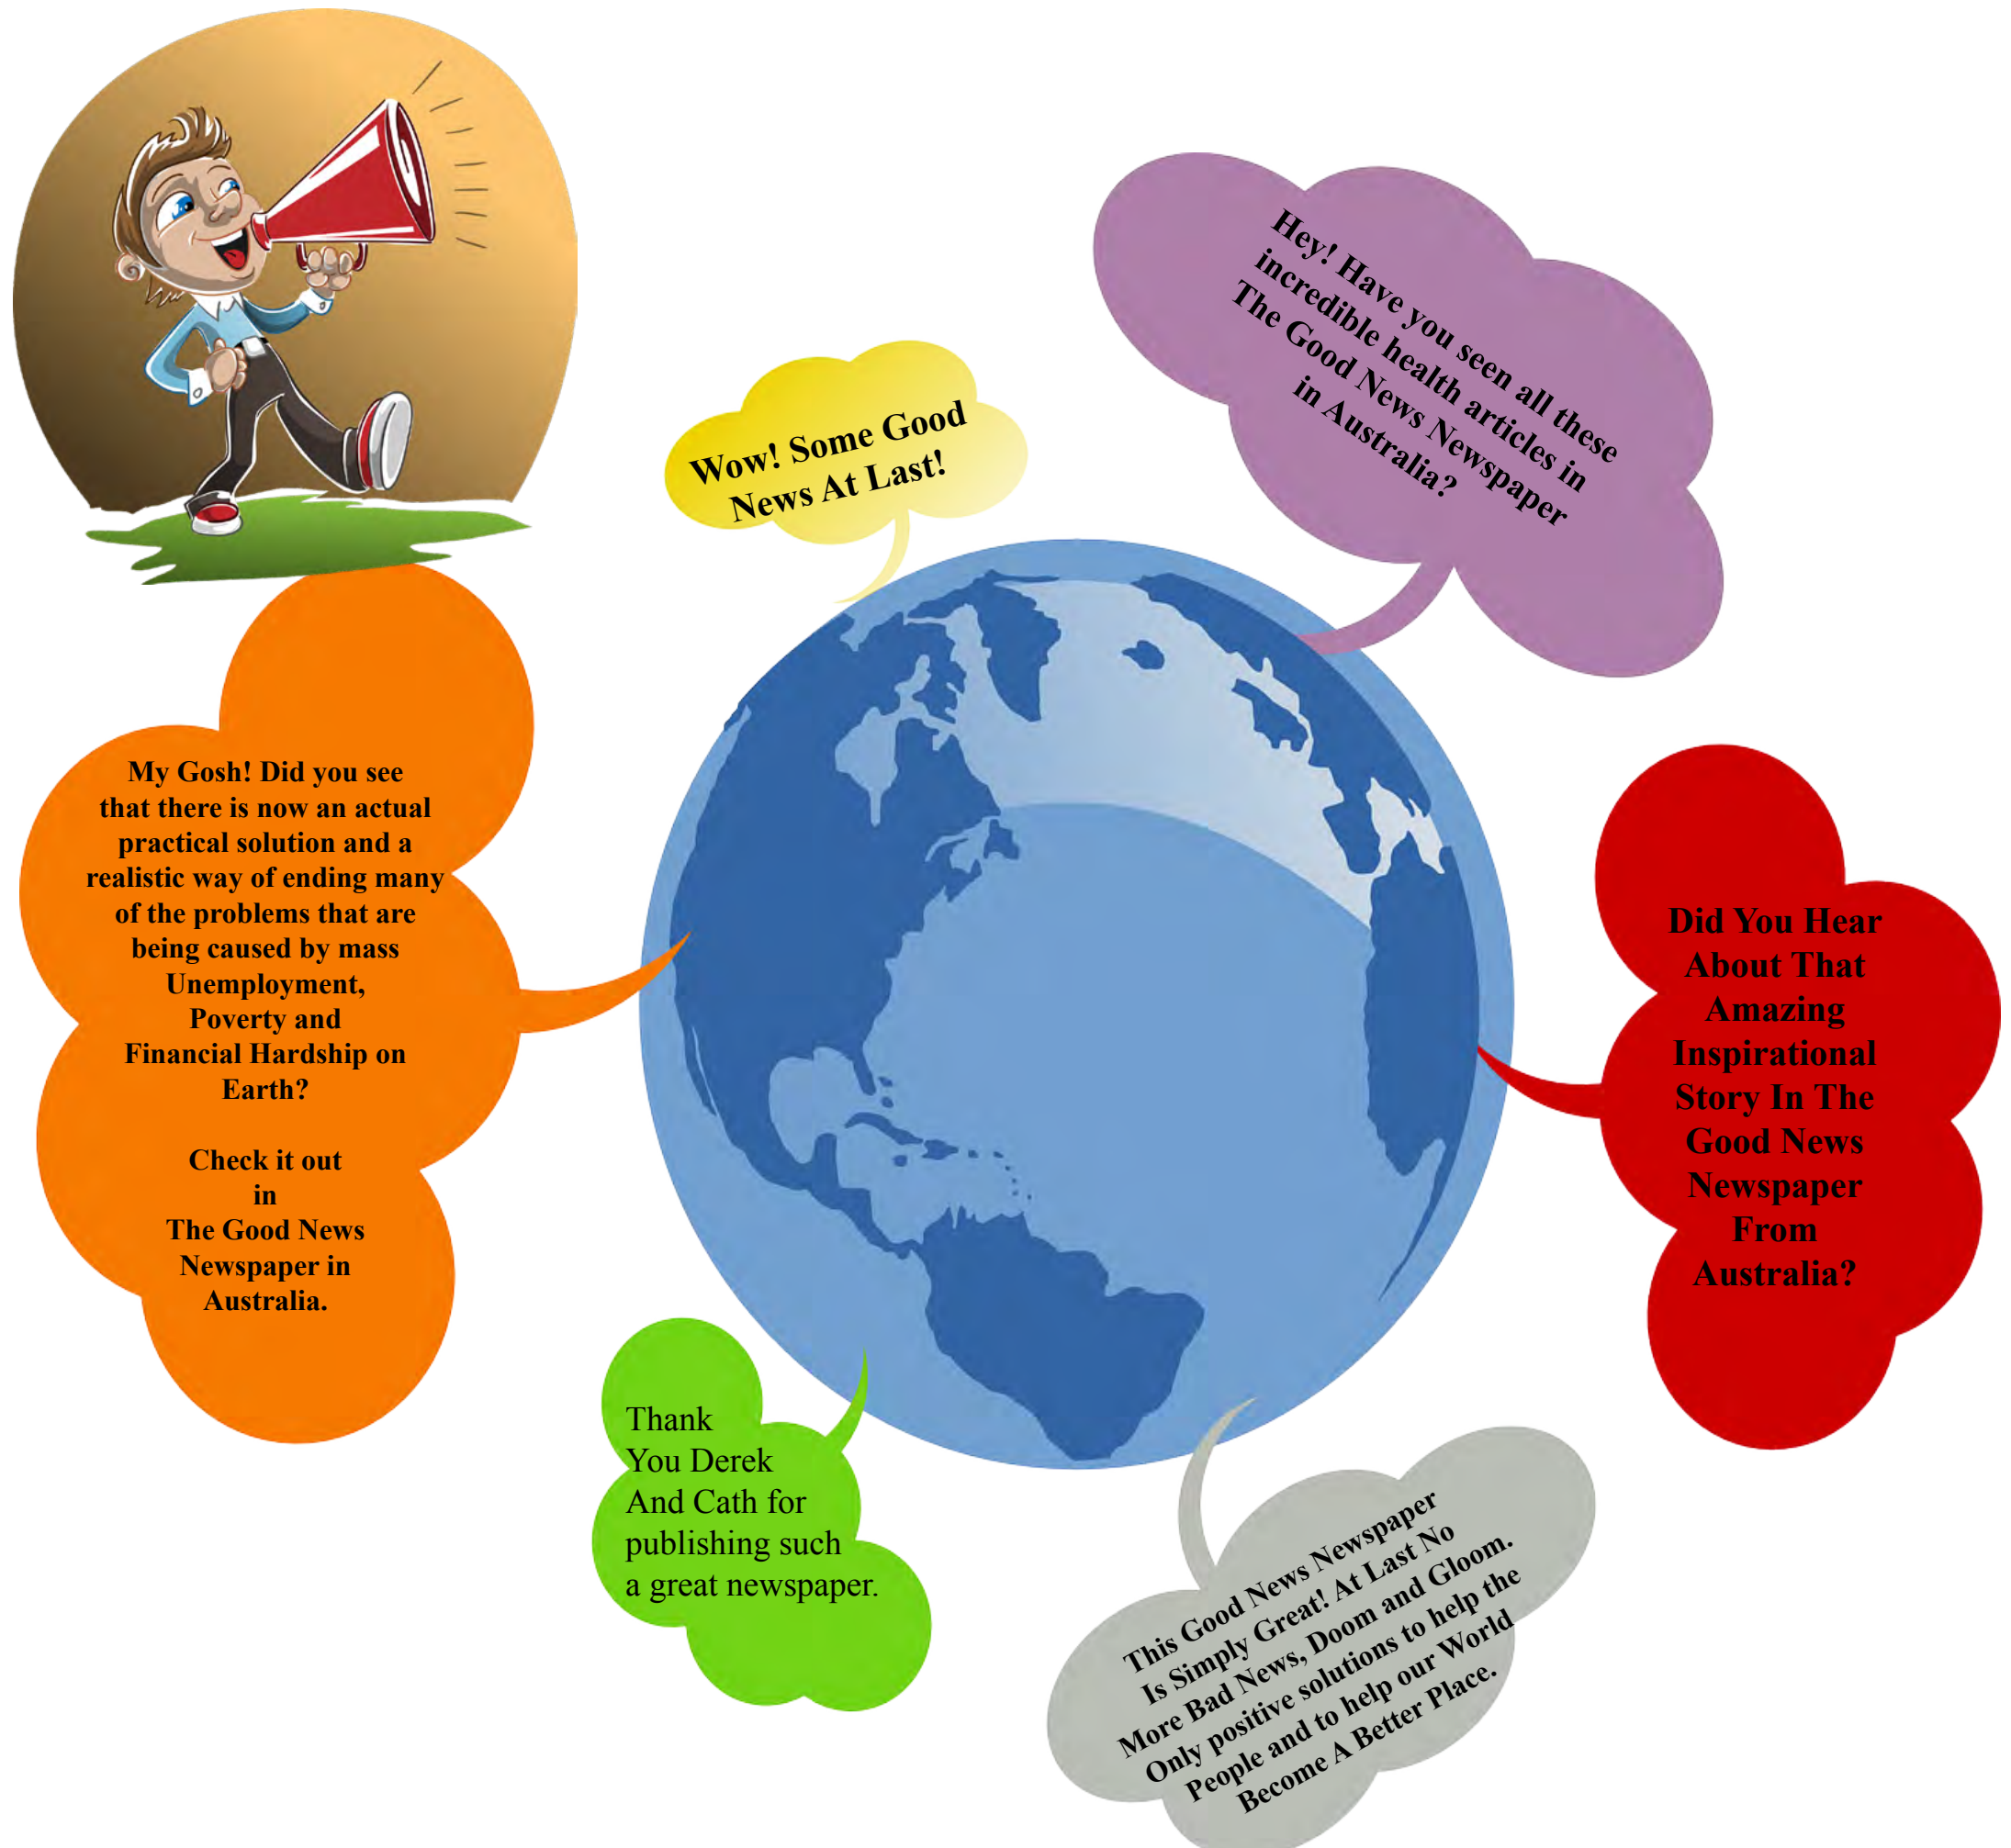 Wow! Some Good
News At Last!
Hey! Have you seen all these
incredible health articles in
The Good News Newspaper
in Australia?
My Gosh! Did you see
that there is now an actual
practical solution and a
realistic way of ending many
of the problems that are
being caused by mass
Unemployment,
Poverty and
Financial Hardship on
Earth?
Check it out
in
The Good News
Newspaper in
Australia.
Did You Hear
About That
Amazing
Inspirational
Story In The
Good News
Newspaper
From
Australia?
Thank
You Derek
And Cath for
publishing such
a great newspaper.
This Good News Newspaper
Is Simply Great! At Last No
More Bad News, Doom and Gloom.
Only positive solutions to help the
People and to help our World
Become A Better Place.